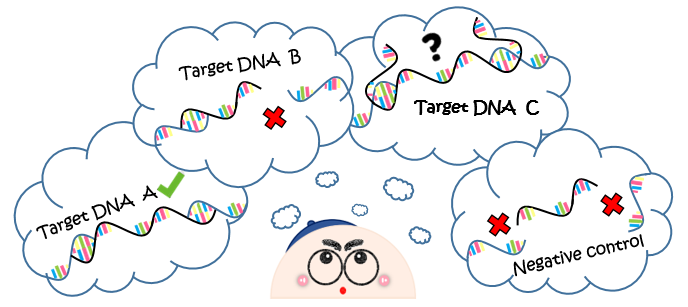 Target DNA B
?
Target DNA C
Target DNA A
Negative control